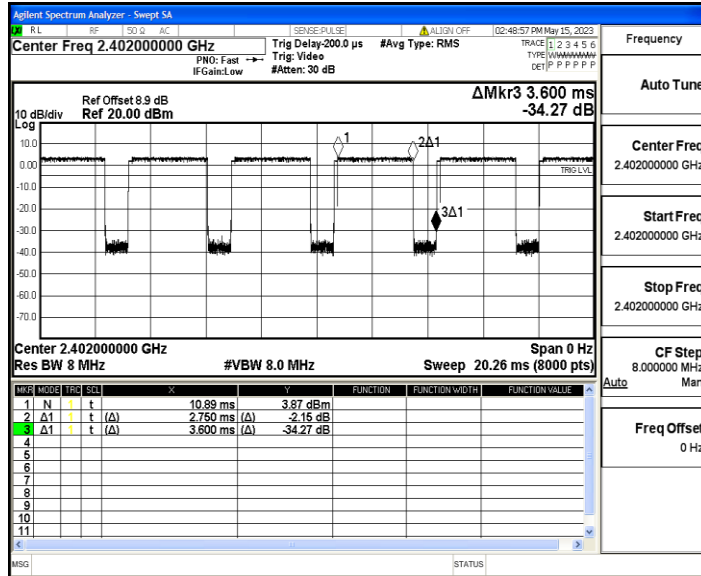 Agilent Spectrum Analyzer - Swept SA
RL RF 50 Ω AC SENSE:PULSE ALIGN OFF 02:48:57 PM May 15, 2023
Center Freq 2.402000000 GHz
PNO: Fast
IFGain:Low
Trig Delay-200.0 µs
Trig: Video
#Atten: 30 dB
#Avg Type: RMS
TRACE 1 2 3 4 5 6
TYPE
DET P P P P P P
Ref Offset 8.9 dB
Ref 20.00 dBm
10 dB/div
Log
ΔMkr3 3.600 ms
-34.27 dB
10.0
0.00
-10.0
-20.0
-30.0
-40.0
-50.0
-60.0
-70.0
1
2Δ1
3Δ1
TRIG LVL
Center 2.402000000 GHz Span 0 Hz
Res BW 8 MHz #VBW 8.0 MHz Sweep 20.26 ms (8000 pts)
MKR MODE TRC SCL X Y FUNCTION FUNCTION WIDTH FUNCTION VALUE
1 N 1 t 10.89 ms 3.87 dBm
2 Δ1 1 t (Δ) 2.750 ms (Δ) -2.15 dB
3 Δ1 1 t (Δ) 3.600 ms (Δ) -34.27 dB
4
5
6
7
8
9
10
11
MSG STATUS
Frequency
Auto Tune
Center Freq
2.402000000 GHz
Start Freq
2.402000000 GHz
Stop Freq
2.402000000 GHz
CF Step
8.000000 MHz
Auto Man
Freq Offset
0 Hz